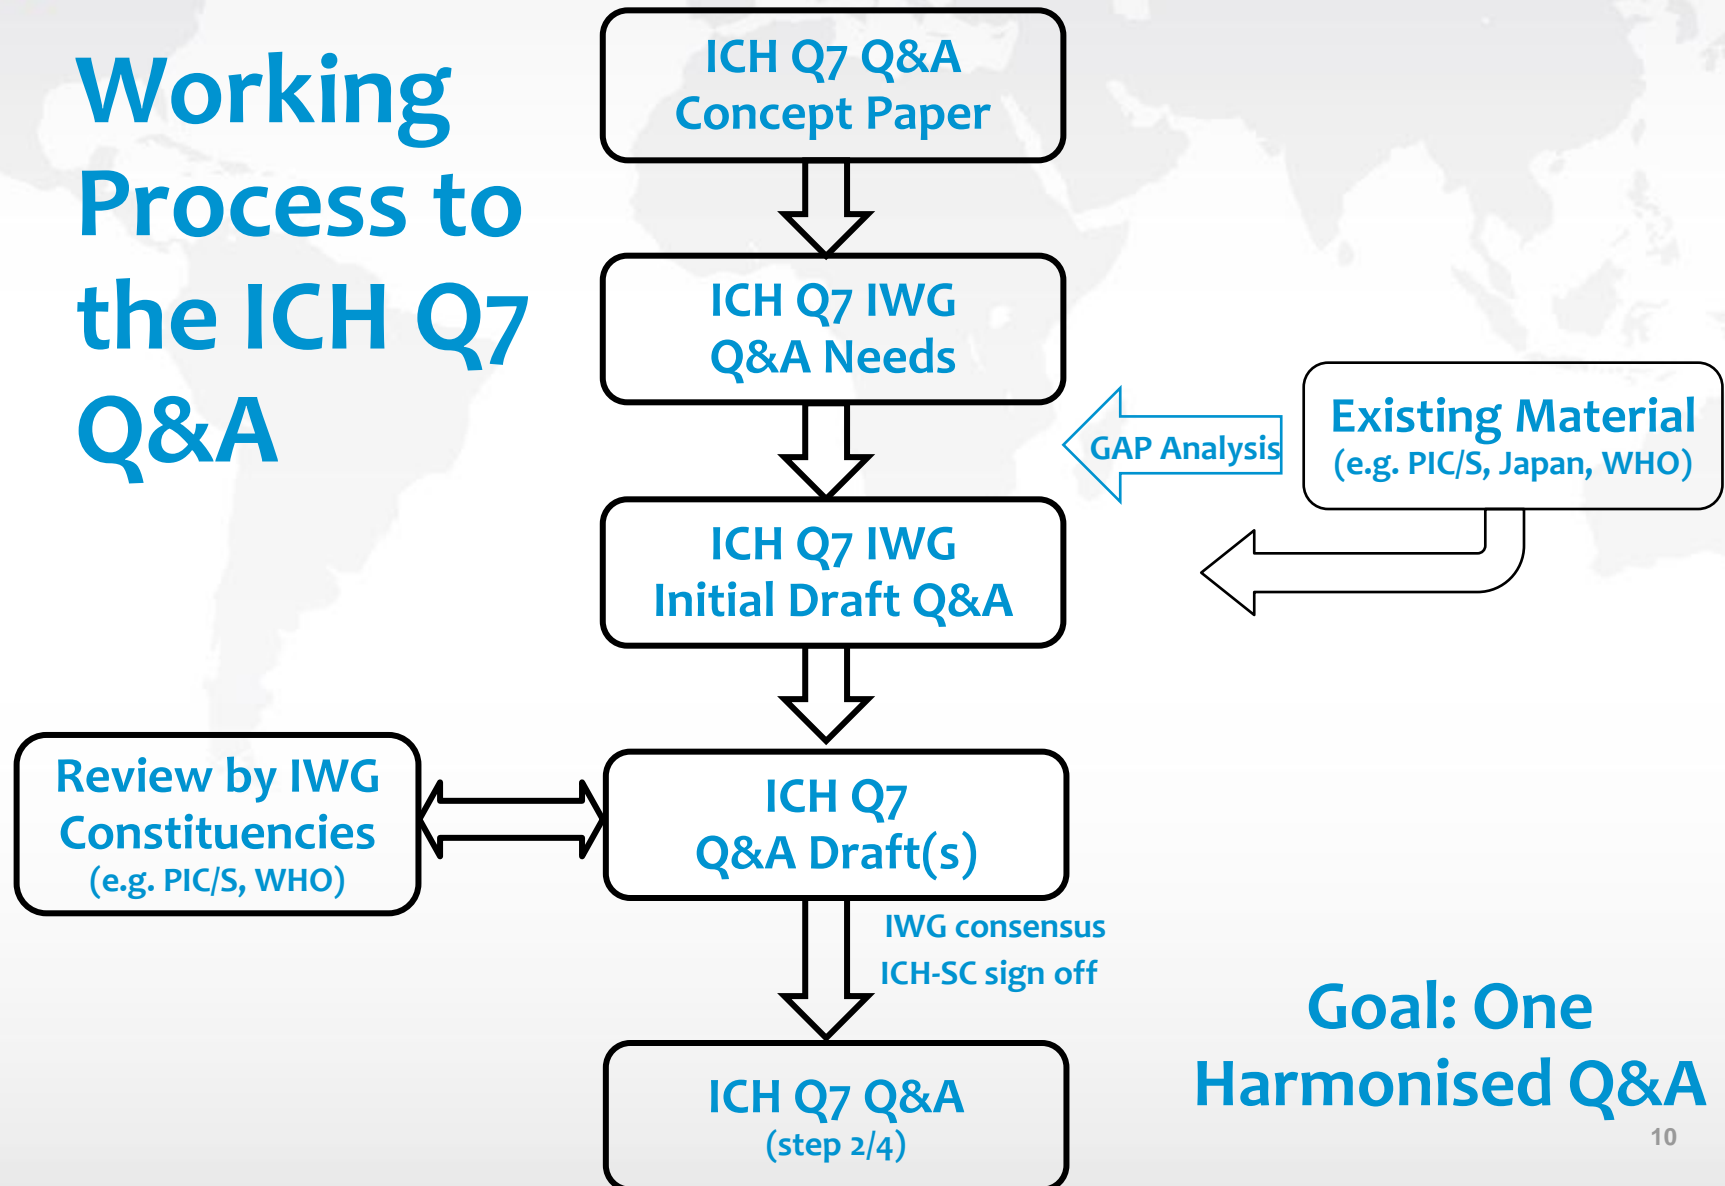 Working
Process to
the ICH Q7
Q&A
ICH Q7 Q&A
Concept Paper
ICH Q7 IWG
Q&A Needs
GAP Analysis
Existing Material
(e.g. PIC/S, Japan, WHO)
ICH Q7 IWG
Initial Draft Q&A
Review by IWG
Constituencies
(e.g. PIC/S, WHO)
ICH Q7
Q&A Draft(s)
IWG consensus
ICH-SC sign off
ICH Q7 Q&A
(step 2/4)
Goal: One
Harmonised Q&A
10